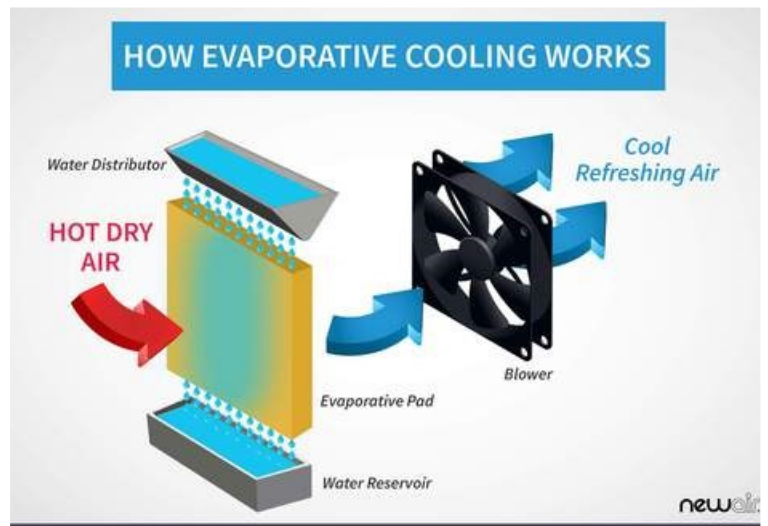 HOW EVAPORATIVE COOLING WORKS
Water Distributor
HOT DRY
AIR
Cool
Refreshing Air
Blower
Evaporative Pad
Water Reservoir
newair